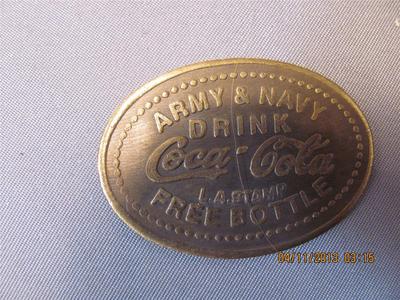 ARMY & NAVY
DRINK
Coca-Cola
L.A.STAMP
FREE BOTTLE
04/11/2013 03:15